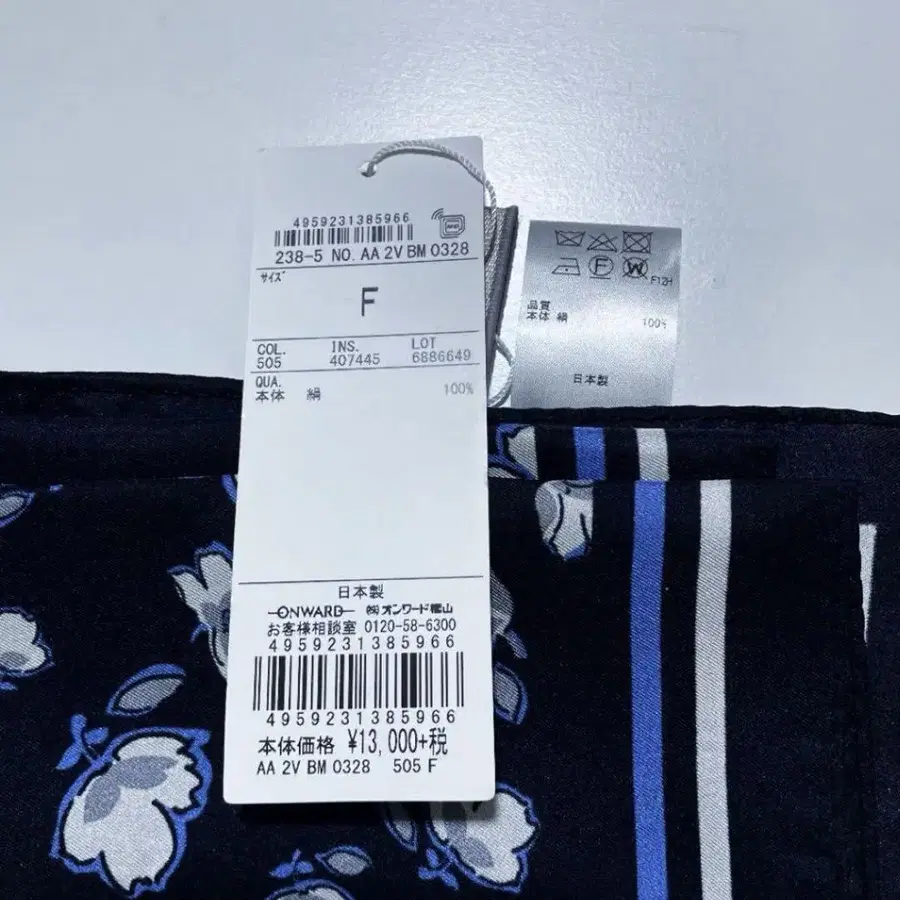 4959231385966
238-5 NO. AA 2V BM 0328
サイズ
F
COL. INS. LOT
505 407445 6886649
QUA.
本体 絹 100%
日本製
ONWARD ㈱オンワード樫山
お客様相談室 0120-58-6300
4959231385966
4959231385966
本体価格 ¥13,000+税
AA 2V BM 0328 505 F
F W
F12H
品質
本体 絹 100%
日本製